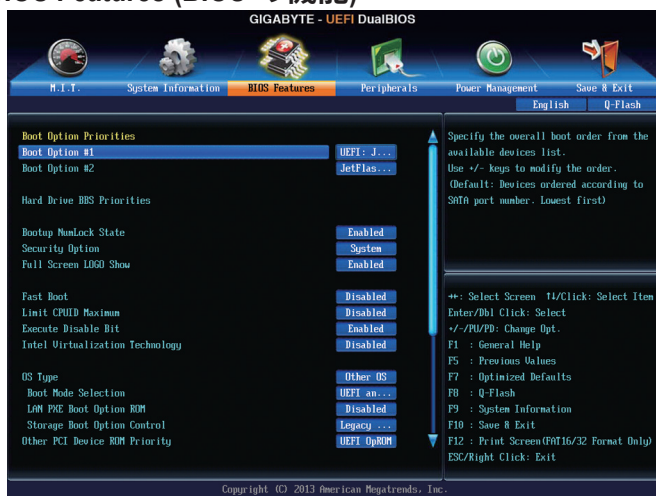 GIGABYTE - UEFI DualBIOS
M.I.T. System Information BIOS Features Peripherals Power Management Save & Exit
English Q-Flash
Boot Option Priorities
Boot Option #1 UEFI: J...
Boot Option #2 JetFlas...
Hard Drive BBS Priorities
Bootup NumLock State Enabled
Security Option System
Full Screen LOGO Show Enabled
Fast Boot Disabled
Limit CPUID Maximum Disabled
Execute Disable Bit Enabled
Intel Virtualization Technology Disabled
OS Type Other OS
Boot Mode Selection UEFI an...
LAN PXE Boot Option ROM Disabled
Storage Boot Option Control Legacy ...
Other PCI Device ROM Priority UEFI OpROM
Specify the overall boot order from the
available devices list.
Use +/- keys to modify the order.
(Default: Devices ordered according to
SATA port number. Lowest first)
→←: Select Screen ↑↓/Click: Select Item
Enter/Dbl Click: Select
+/-/PU/PD: Change Opt.
F1 : General Help
F5 : Previous Values
F7 : Optimized Defaults
F8 : Q-Flash
F9 : System Information
F10 : Save & Exit
F12 : Print Screen(FAT16/32 Format Only)
ESC/Right Click: Exit
Copyright (C) 2013 American Megatrends, Inc.